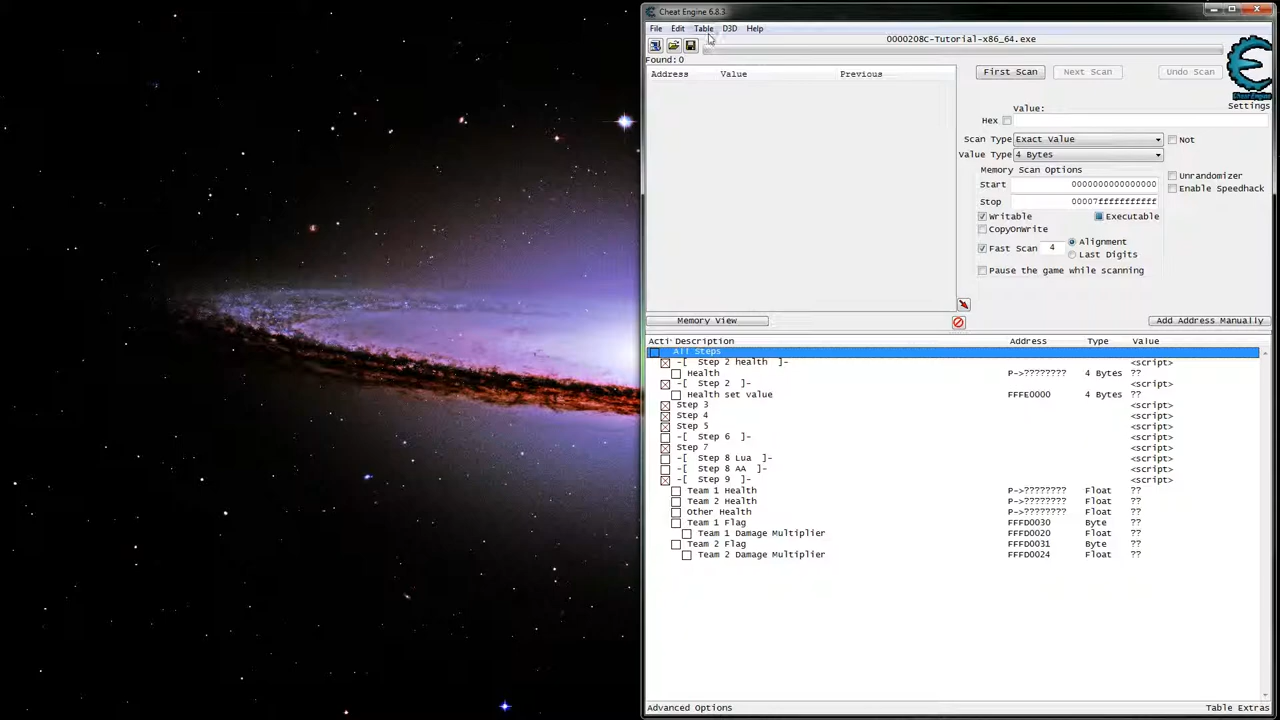 Cheat Engine 6.8.3
File Edit Table D3D Help
0000208C-Tutorial-x86_64.exe
Found: 0
Address Value Previous
First Scan Next Scan Undo Scan
Settings
Value:
Hex
Scan Type Exact Value Not
Value Type 4 Bytes
Memory Scan Options
Start 0000000000000000
Unrandomizer
Enable Speedhack
Stop 00007fffffffffff
Writable Executable
CopyOnWrite
Fast Scan 4 Alignment
Last Digits
Pause the game while scanning
Memory View Add Address Manually
Acti Description Address Type Value
All Steps
-[ Step 2 health ]- <script>
Health P->???????? 4 Bytes ??
-[ Step 2 ]- <script>
Health set value FFFE0000 4 Bytes ??
Step 3 <script>
Step 4 <script>
Step 5 <script>
-[ Step 6 ]- <script>
Step 7 <script>
-[ Step 8 Lua ]- <script>
-[ Step 8 AA ]- <script>
-[ Step 9 ]- <script>
Team 1 Health P->???????? Float ??
Team 2 Health P->???????? Float ??
Other Health P->???????? Float ??
Team 1 Flag FFFD0030 Byte ??
Team 1 Damage Multiplier FFFD0020 Float ??
Team 2 Flag FFFD0031 Byte ??
Team 2 Damage Multiplier FFFD0024 Float ??
Advanced Options Table Extras